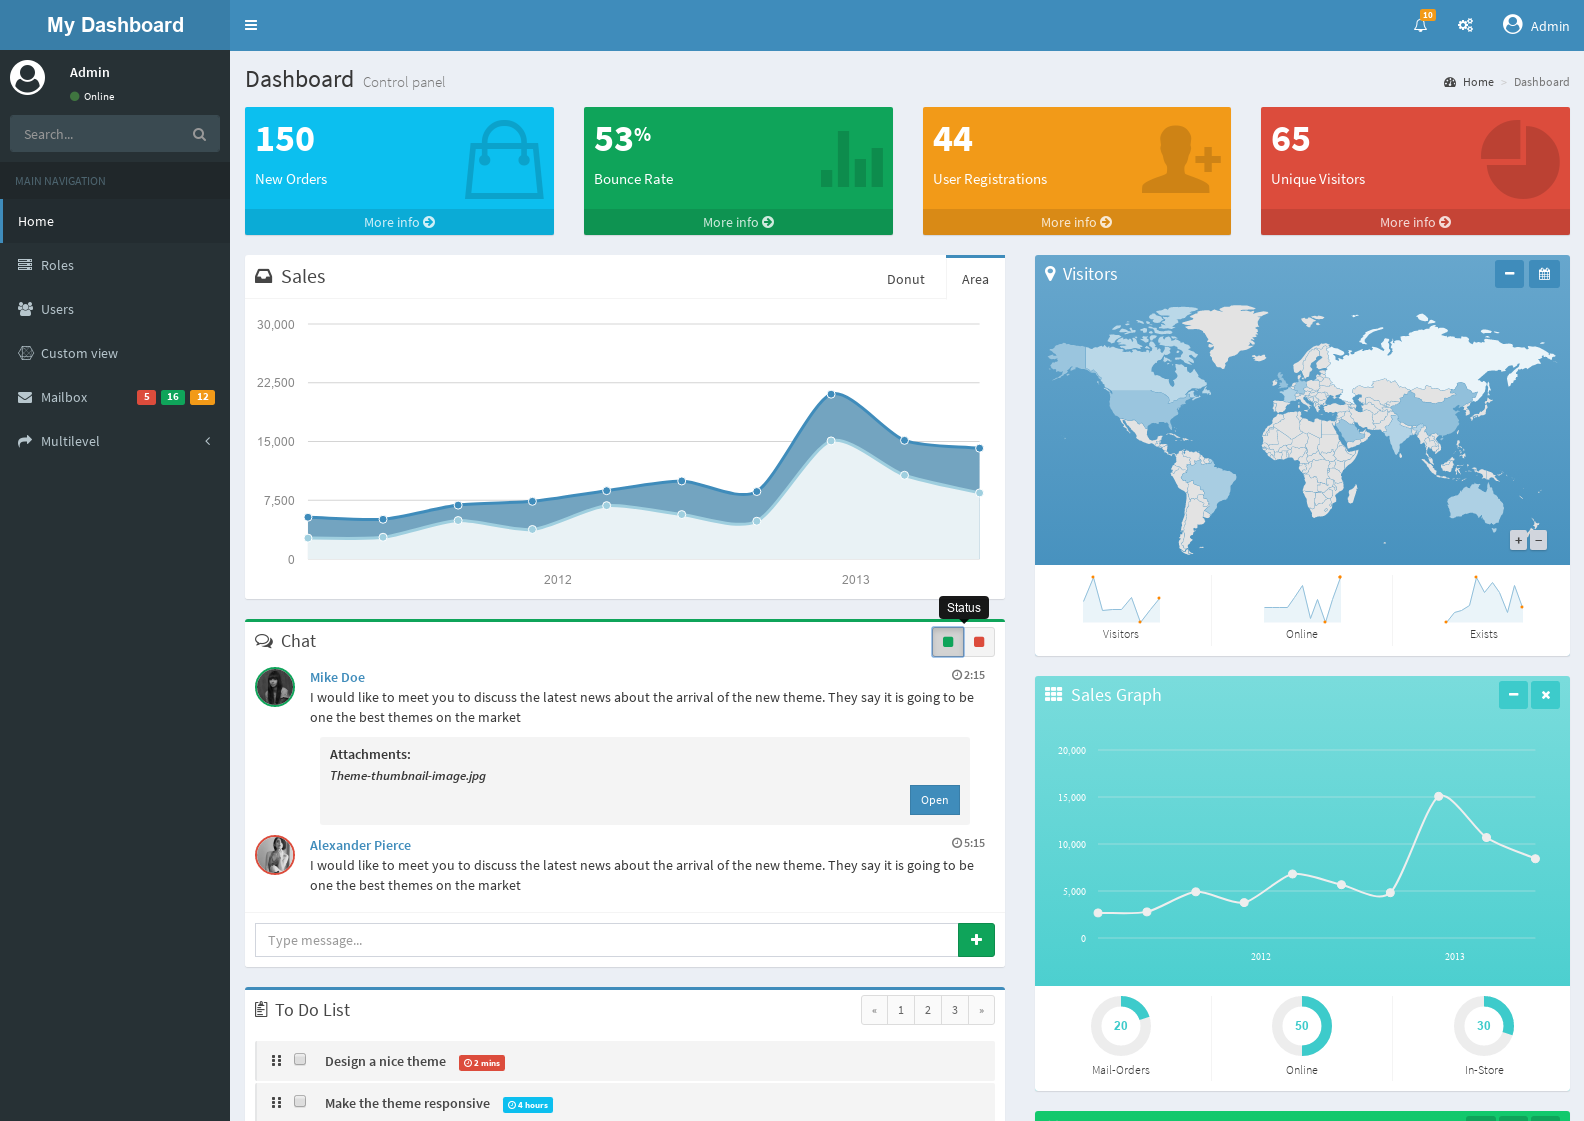 My Dashboard
10
Admin
Admin
Online
Search...
MAIN NAVIGATION
Home
Roles
Users
Custom view
Mailbox 5 16 12
Multilevel
Dashboard Control panel
Home > Dashboard
150
New Orders
More info
53%
Bounce Rate
More info
44
User Registrations
More info
65
Unique Visitors
More info
Sales
Donut
Area
30,000
22,500
15,000
7,500
0
2012
2013
Status
Chat
Mike Doe
2:15
I would like to meet you to discuss the latest news about the arrival of the new theme. They say it is going to be
one the best themes on the market
Attachments:
Theme-thumbnail-image.jpg
Open
Alexander Pierce
5:15
I would like to meet you to discuss the latest news about the arrival of the new theme. They say it is going to be
one the best themes on the market
Type message...
To Do List
« 1 2 3 »
Design a nice theme 2 mins
Make the theme responsive 4 hours
Visitors
+ −
Visitors
Online
Exists
Sales Graph
20,000
15,000
10,000
5,000
0
2012
2013
20
50
30
Mail-Orders
Online
In-Store